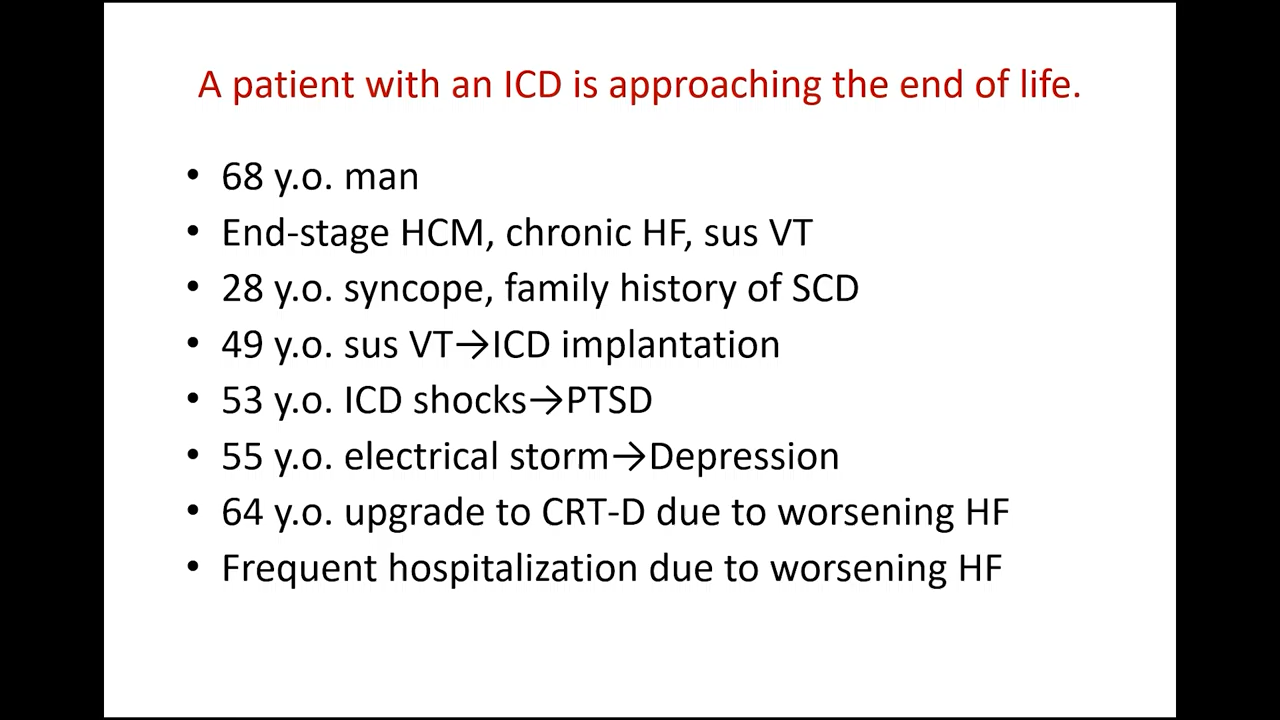 A patient with an ICD is approaching the end of life.
• 68 y.o. man
• End-stage HCM, chronic HF, sus VT
• 28 y.o. syncope, family history of SCD
• 49 y.o. sus VT→ICD implantation
• 53 y.o. ICD shocks→PTSD
• 55 y.o. electrical storm→Depression
• 64 y.o. upgrade to CRT-D due to worsening HF
• Frequent hospitalization due to worsening HF